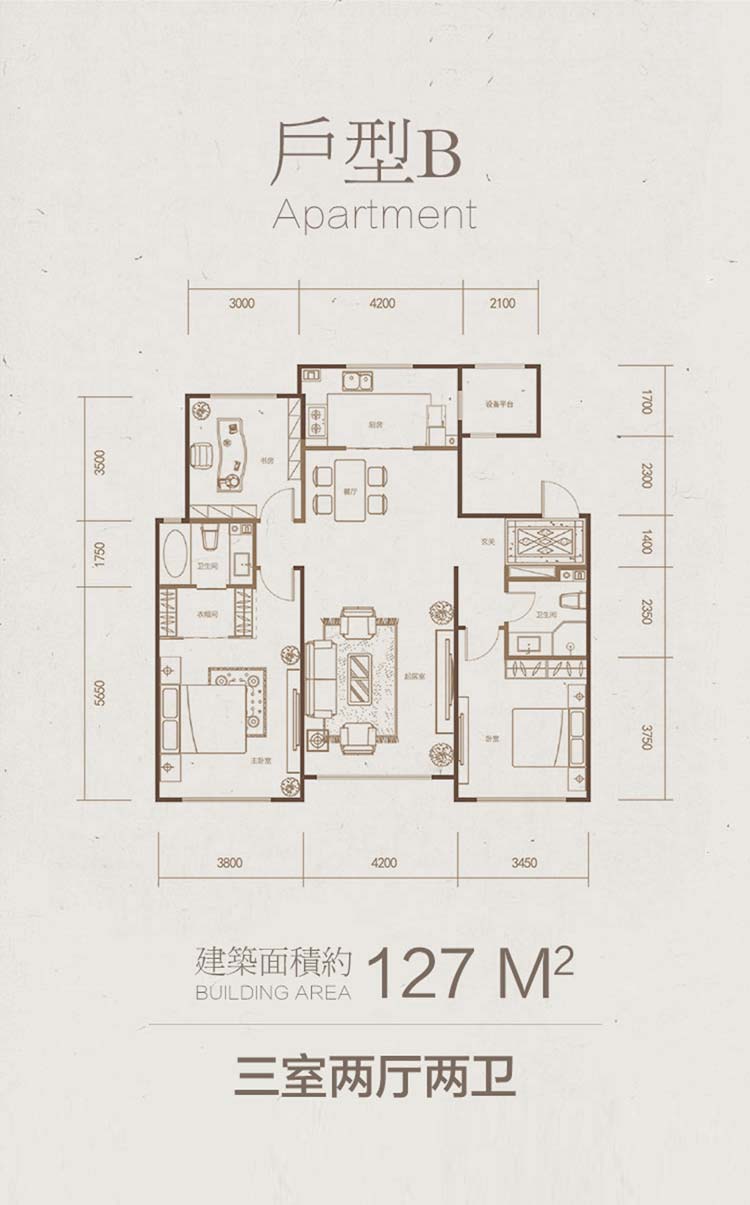 戶型B
Apartment
3000 4200 2100
1700
2300
1400
2350
3750
3500
1750
5650
设备平台
厨房
书房
餐厅
玄关
卫生间
衣帽间
卫生间
起居室
卧室
主卧室
3800 4200 3450
建築面積約 127 M²
BUILDING AREA
三室两厅两卫